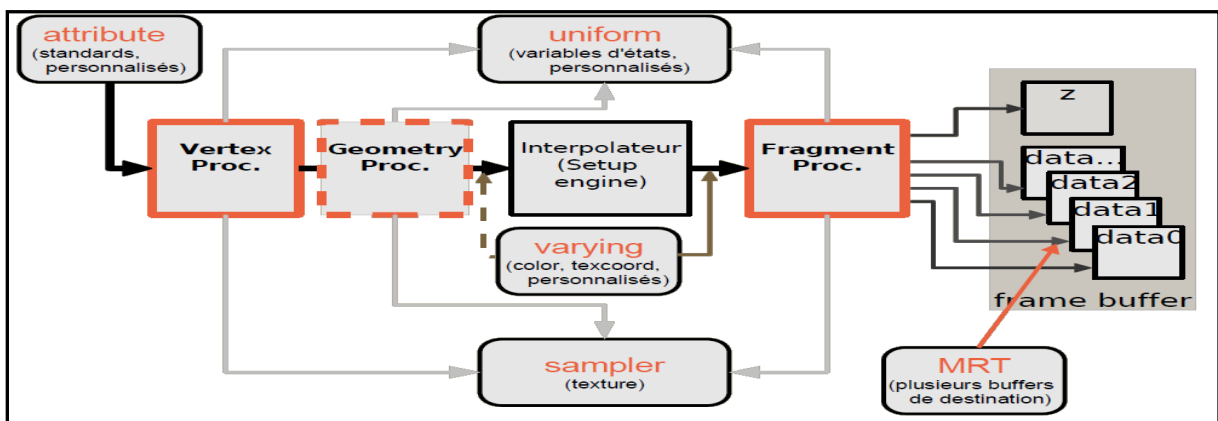 attribute
(standards,
personnalisés)
uniform
(variables d'états,
personnalisés)
Vertex
Proc.
Geometry
Proc.
Interpolateur
(Setup
engine)
Fragment
Proc.
varying
(color, texcoord,
personnalisés)
sampler
(texture)
z
data...
data2
data1
data0
frame buffer
MRT
(plusieurs buffers
de destination)